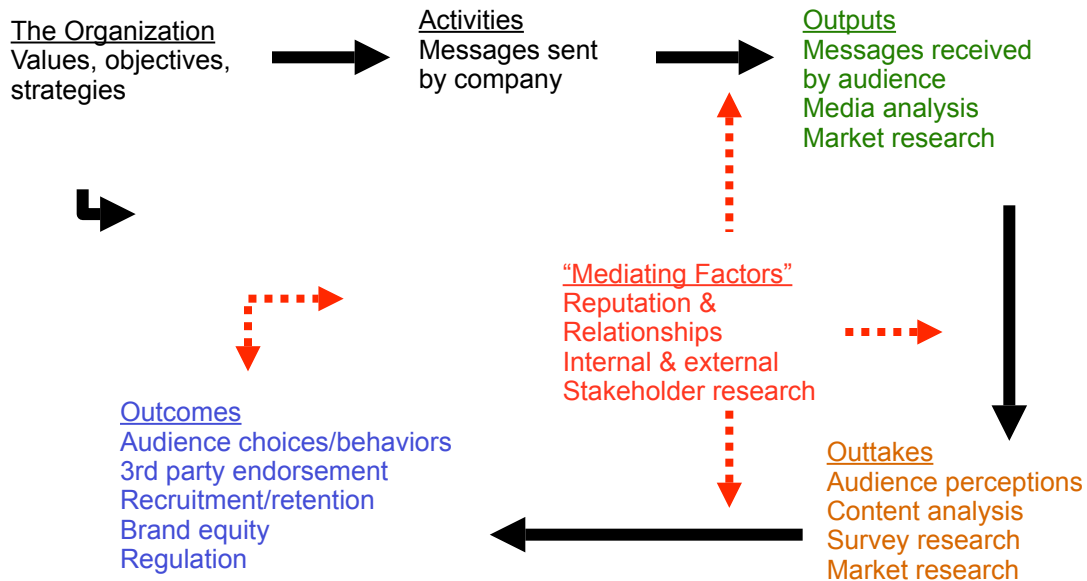 The Organization
Values, objectives,
strategies
Activities
Messages sent
by company
Outputs
Messages received
by audience
Media analysis
Market research
“Mediating Factors”
Reputation &
Relationships
Internal & external
Stakeholder research
Outcomes
Audience choices/behaviors
3rd party endorsement
Recruitment/retention
Brand equity
Regulation
Outtakes
Audience perceptions
Content analysis
Survey research
Market research